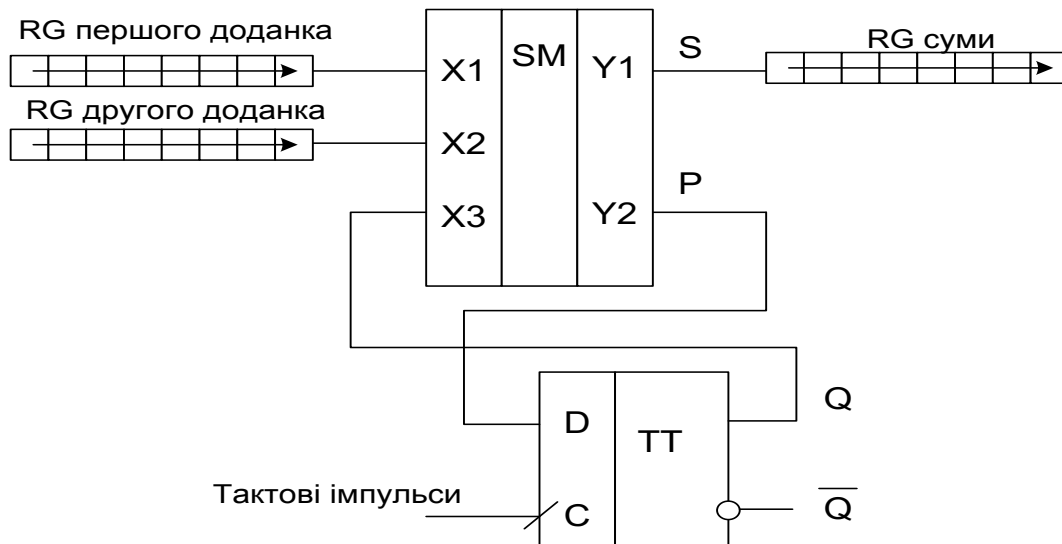 RG першого доданка
RG другого доданка
X1
X2
X3
SM
Y1
Y2
S
P
RG суми
D
C
TT
Q
Q̅
Тактові імпульси